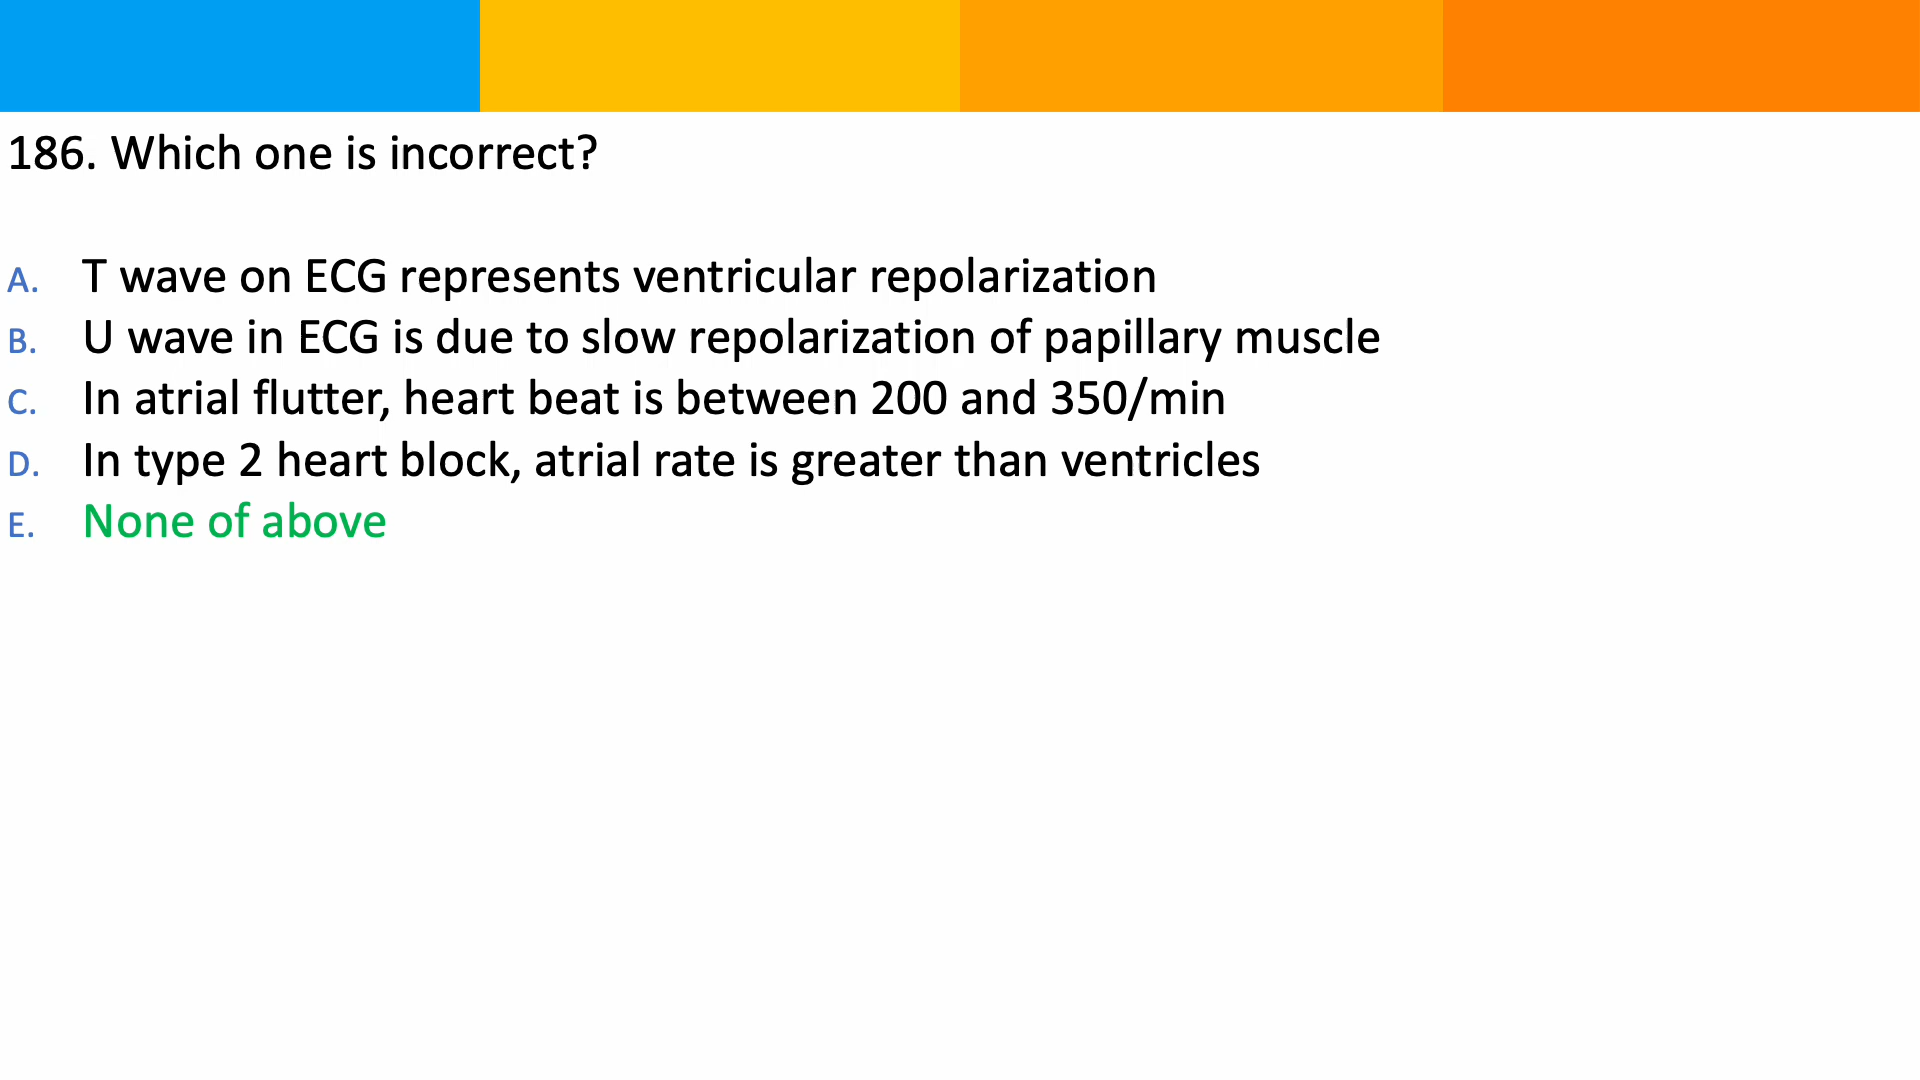 186. Which one is incorrect?
A. T wave on ECG represents ventricular repolarization
B. U wave in ECG is due to slow repolarization of papillary muscle
C. In atrial flutter, heart beat is between 200 and 350/min
D. In type 2 heart block, atrial rate is greater than ventricles
E. None of above